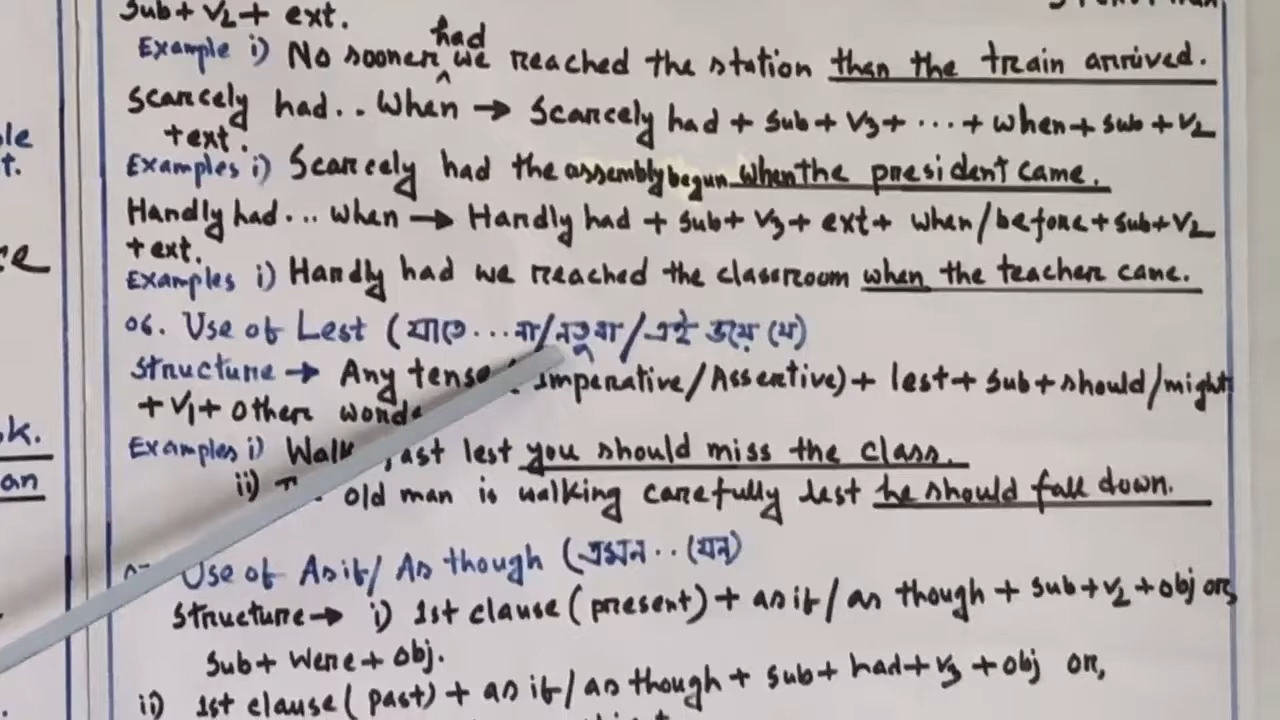 Sub + V2 + ext.
Example i) No sooner had we reached the station than the train arrived.
Scarcely had.. When → Scarcely had + sub + V3 + ... + when + sub + V2
+ ext.
Examples i) Scarcely had the assembly begun when the president came.
Hardly had... when → Hardly had + sub + V3 + ext + when/before + sub + V2
+ ext.
Examples i) Hardly had we reached the classroom when the teacher came.
06. Use of Lest (যাতে...না/নতুবা/এই ভয়ে যে)
Structure → Any tense (Imperative/Assertive) + lest + sub + should/might
+ V1 + other words
Examples i) Walk fast lest you should miss the class.
ii) old man is walking carefully lest he should fall down.
Use of As if/ As though (এমন..যেন)
Structure → i) 1st clause (present) + as if/as though + sub + V2 + obj or,
Sub + were + obj.
ii) 1st clause (past) + as if/as though + sub + had + V3 + obj or,
k.
an